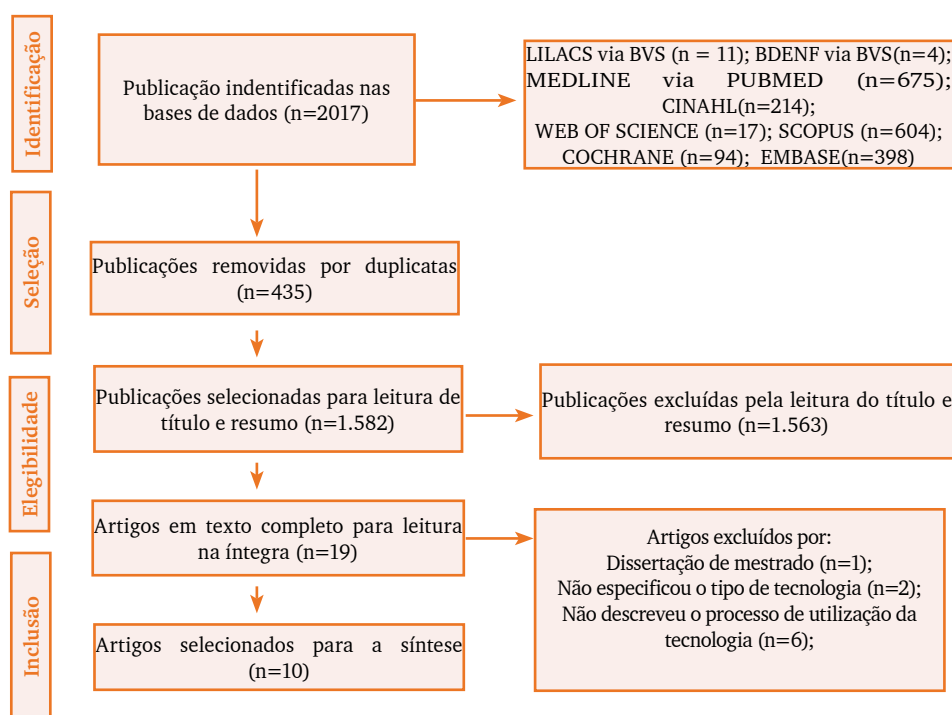 Identificação
Publicação indentificadas nas
bases de dados (n=2017)
LILACS via BVS (n = 11); BDENF via BVS(n=4);
MEDLINE via PUBMED (n=675);
CINAHL(n=214);
WEB OF SCIENCE (n=17); SCOPUS (n=604);
COCHRANE (n=94); EMBASE(n=398)
Seleção
Publicações removidas por duplicatas
(n=435)
Elegibilidade
Publicações selecionadas para leitura de
título e resumo (n=1.582)
Publicações excluídas pela leitura do título e
resumo (n=1.563)
Artigos em texto completo para leitura
na íntegra (n=19)
Artigos excluídos por:
Dissertação de mestrado (n=1);
Não especificou o tipo de tecnologia (n=2);
Não descreveu o processo de utilização da
tecnologia (n=6);
Inclusão
Artigos selecionados para a síntese
(n=10)